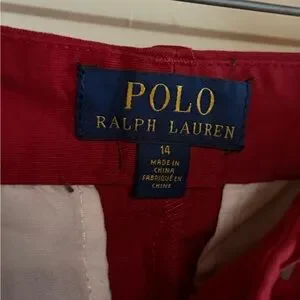 POLO
RALPH LAUREN
14
MADE IN
CHINA
FABRIQUÉ EN
CHINE